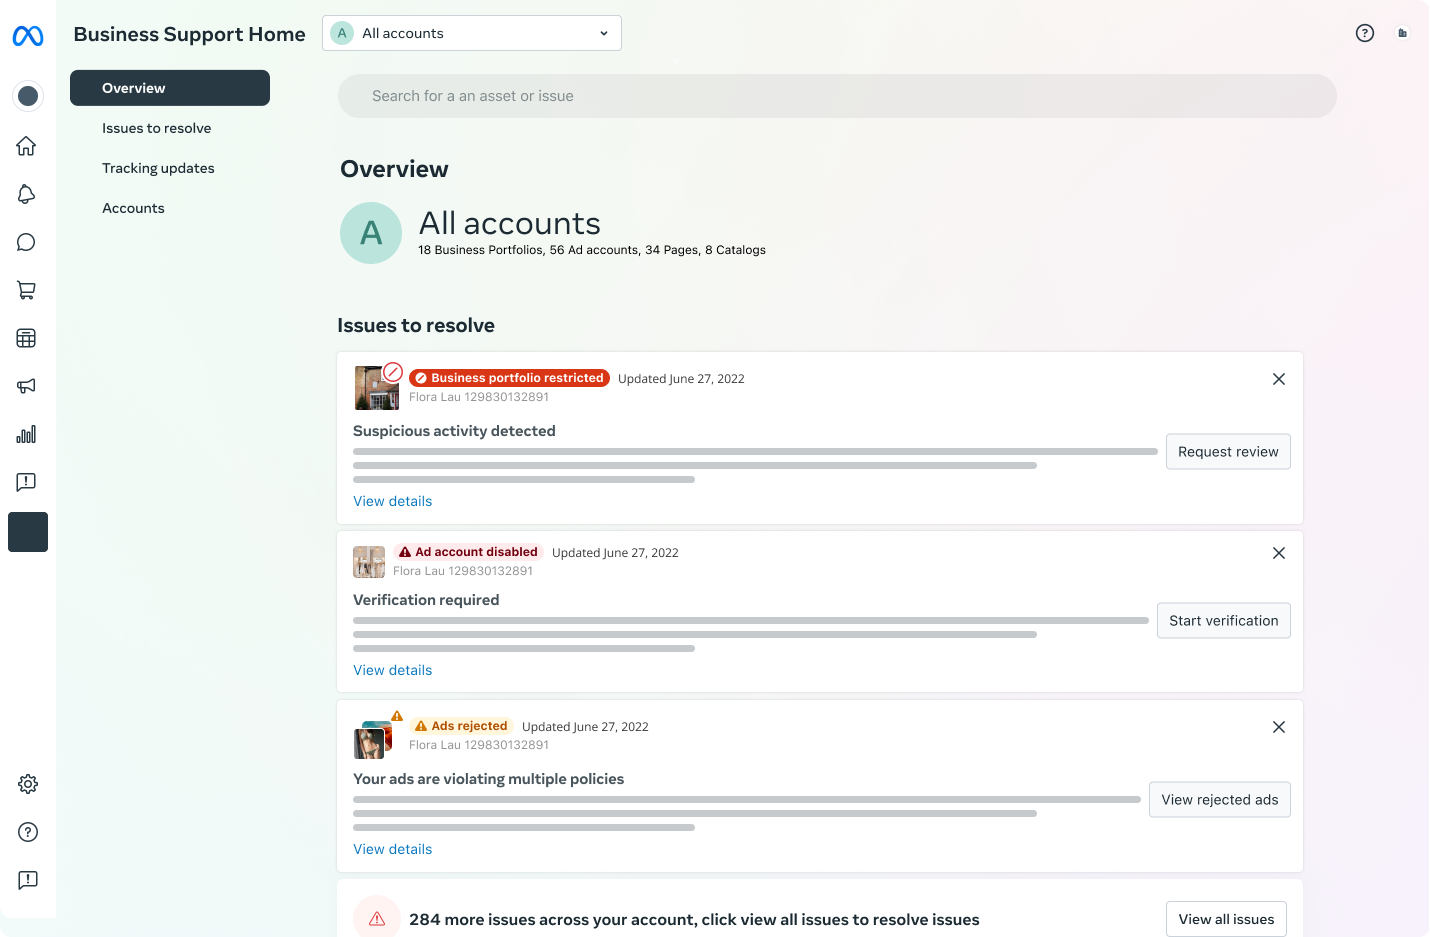 Business Support Home
A All accounts
Overview
Issues to resolve
Tracking updates
Accounts
Search for a an asset or issue
Overview
A
All accounts
18 Business Portfolios, 56 Ad accounts, 34 Pages, 8 Catalogs
Issues to resolve
Business portfolio restricted Updated June 27, 2022
Flora Lau 129830132891
Suspicious activity detected
Request review
View details
Ad account disabled Updated June 27, 2022
Flora Lau 129830132891
Verification required
Start verification
View details
Ads rejected Updated June 27, 2022
Flora Lau 129830132891
Your ads are violating multiple policies
View rejected ads
View details
284 more issues across your account, click view all issues to resolve issues
View all issues